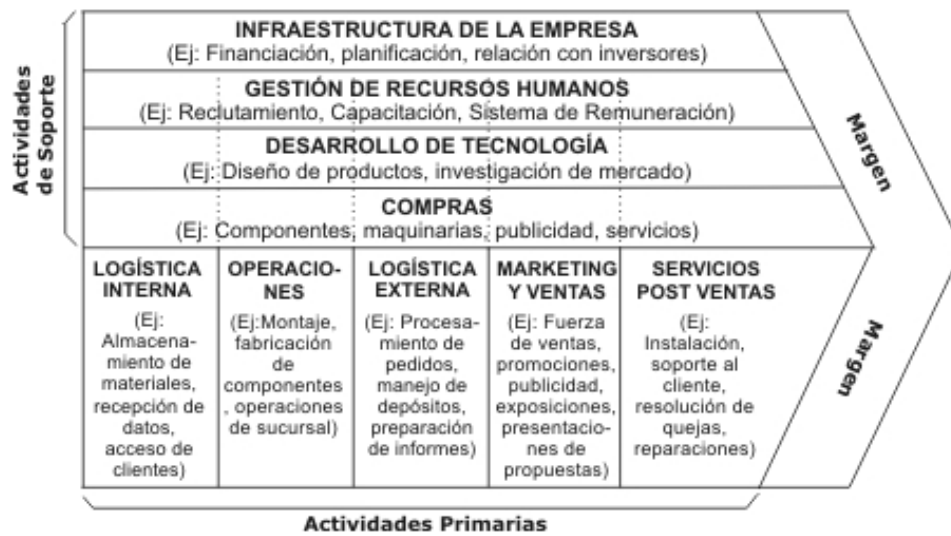 Actividades
de Soporte
INFRAESTRUCTURA DE LA EMPRESA
(Ej: Financiación, planificación, relación con inversores)
GESTIÓN DE RECURSOS HUMANOS
(Ej: Reclutamiento, Capacitación, Sistema de Remuneración)
DESARROLLO DE TECNOLOGÍA
(Ej: Diseño de productos, investigación de mercado)
COMPRAS
(Ej: Componentes, maquinarias, publicidad, servicios)
Margen
LOGÍSTICA
INTERNA
(Ej:
Almacena-
miento de
materiales,
recepción de
datos,
acceso de
clientes)
OPERACIO-
NES
(Ej:Montaje,
fabricación
de
componentes
, operaciones
de sucursal)
LOGÍSTICA
EXTERNA
(Ej: Procesa-
miento de
pedidos,
manejo de
depósitos,
preparación
de informes)
MARKETING
Y VENTAS
(Ej: Fuerza
de ventas,
promociones,
publicidad,
exposiciones,
presentacio-
nes de
propuestas)
SERVICIOS
POST VENTAS
(Ej:
Instalación,
soporte al
cliente,
resolución de
quejas,
reparaciones)
Margen
Actividades Primarias